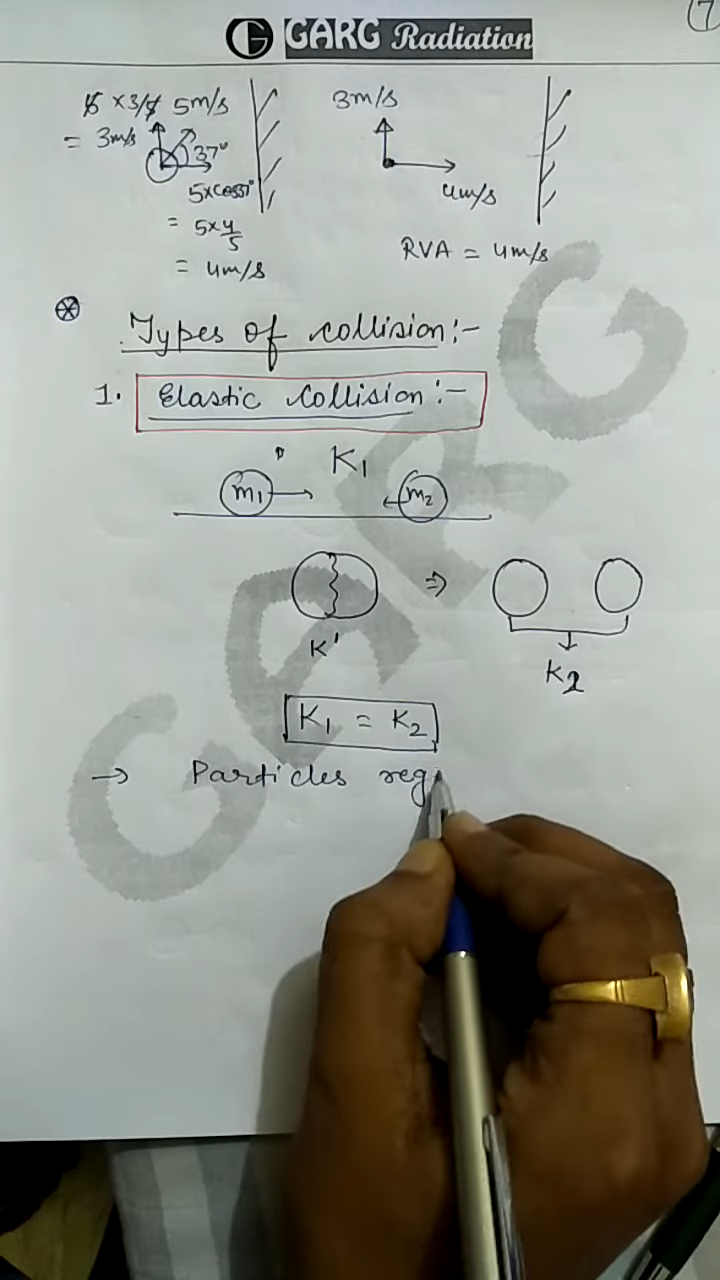 7
G GARG Radiation
5 × 3/5 5m/s
= 3m/s 37°
5×cos37°
= 5×4/5
= 4m/s
3m/s
4m/s
RVA = 4m/s
Types of collision:-
1. Elastic Collision:-
K1
m1 m2
K' ⇒
K2
K1 = K2
→ Particles reg
GARG